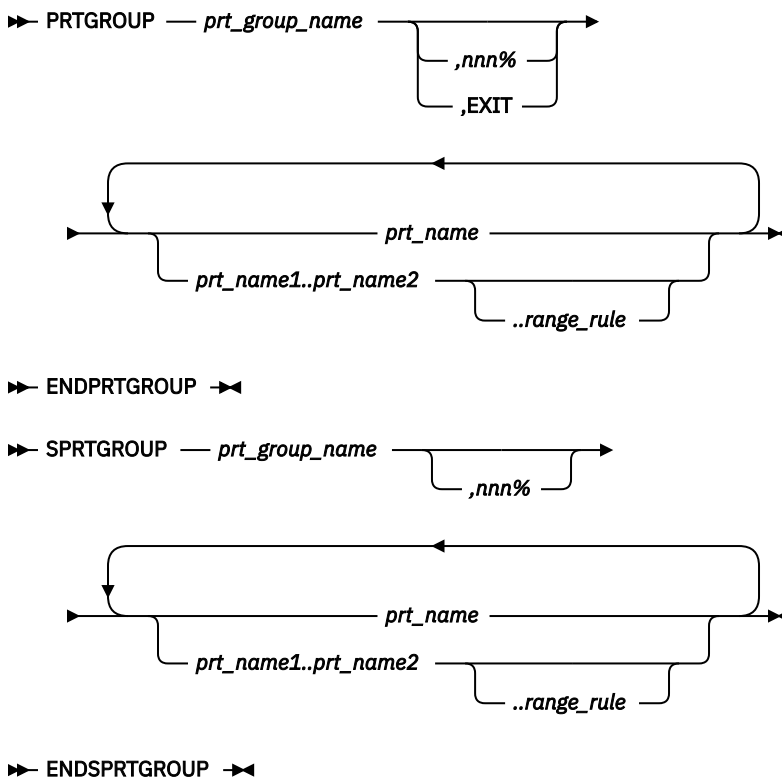 PRTGROUP prt_group_name
,nnn%
,EXIT
prt_name
prt_name1..prt_name2
..range_rule
ENDPRTGROUP
SPRTGROUP prt_group_name
,nnn%
prt_name
prt_name1..prt_name2
..range_rule
ENDSPRTGROUP